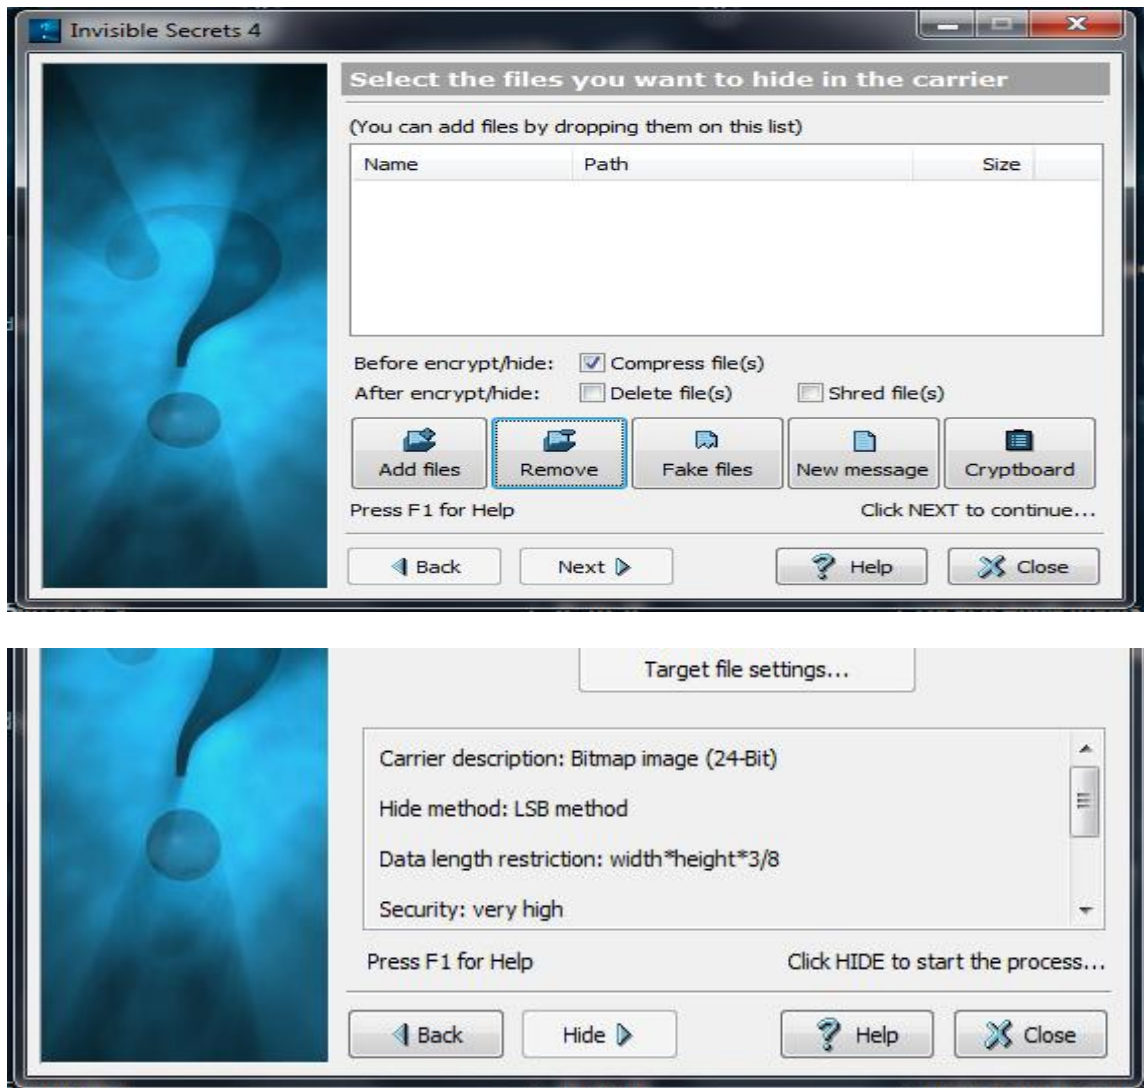 Invisible Secrets 4
Select the files you want to hide in the carrier
(You can add files by dropping them on this list)
Name Path Size
Before encrypt/hide: Compress file(s)
After encrypt/hide: Delete file(s) Shred file(s)
Add files Remove Fake files New message Cryptboard
Press F1 for Help Click NEXT to continue...
Back Next Help Close
Target file settings...
Carrier description: Bitmap image (24-Bit)
Hide method: LSB method
Data length restriction: width*height*3/8
Security: very high
Press F1 for Help Click HIDE to start the process...
Back Hide Help Close